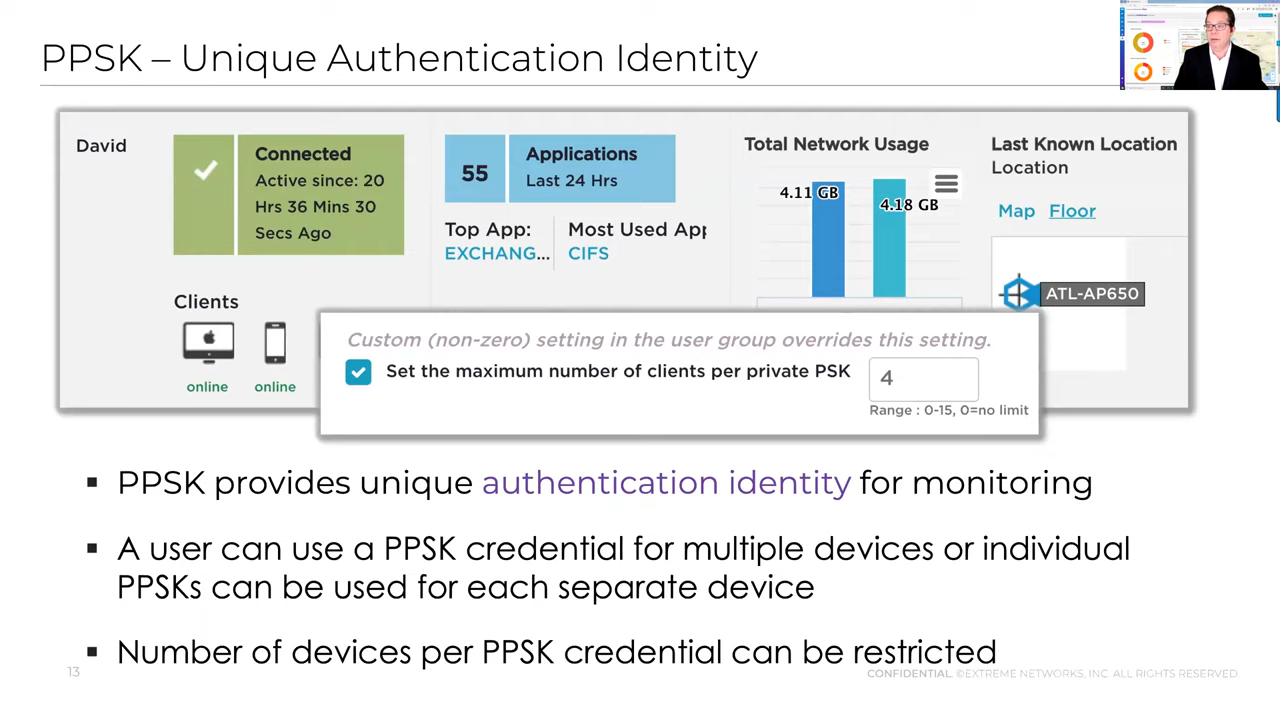 PPSK – Unique Authentication Identity
David
Connected
Active since: 20
Hrs 36 Mins 30
Secs Ago
55
Applications
Last 24 Hrs
Top App:
EXCHANG...
Most Used App
CIFS
Total Network Usage
4.11 GB
4.18 GB
Last Known Location
Location
Map Floor
ATL-AP650
Clients
online online
Custom (non-zero) setting in the user group overrides this setting.
Set the maximum number of clients per private PSK
4
Range : 0-15, 0=no limit
▪ PPSK provides unique authentication identity for monitoring
▪ A user can use a PPSK credential for multiple devices or individual
PPSKs can be used for each separate device
▪ Number of devices per PPSK credential can be restricted
13
CONFIDENTIAL. ©EXTREME NETWORKS, INC. ALL RIGHTS RESERVED.